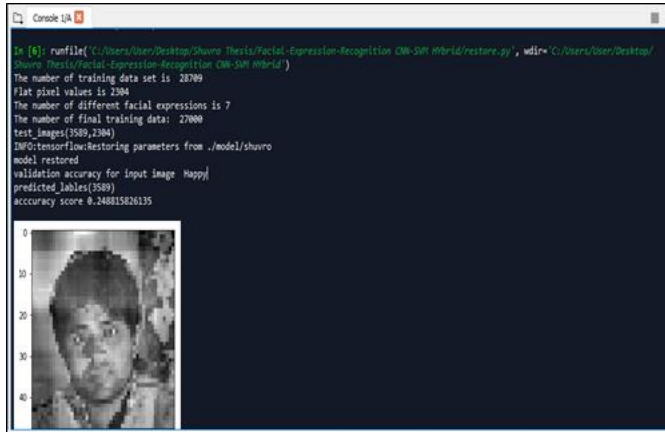 Console 1/A
In [6]: runfile('C:/Users/User/Desktop/Shuvro Thesis/Facial-Expression-Recognition CNN-SVM HYbrid/restore.py', wdir='C:/Users/User/Desktop/
Shuvro Thesis/Facial-Expression-Recognition CNN-SVM HYbrid')
The number of training data set is 28709
Flat pixel values is 2304
The number of different facial expressions is 7
The number of final training data: 27000
test_images(3589,2304)
INFO:tensorflow:Restoring parameters from ./model/shuvro
model restored
validation accuracy for input image Happy
predicted_lables(3589)
acccuracy score 0.248815826135
0
10
20
30
40